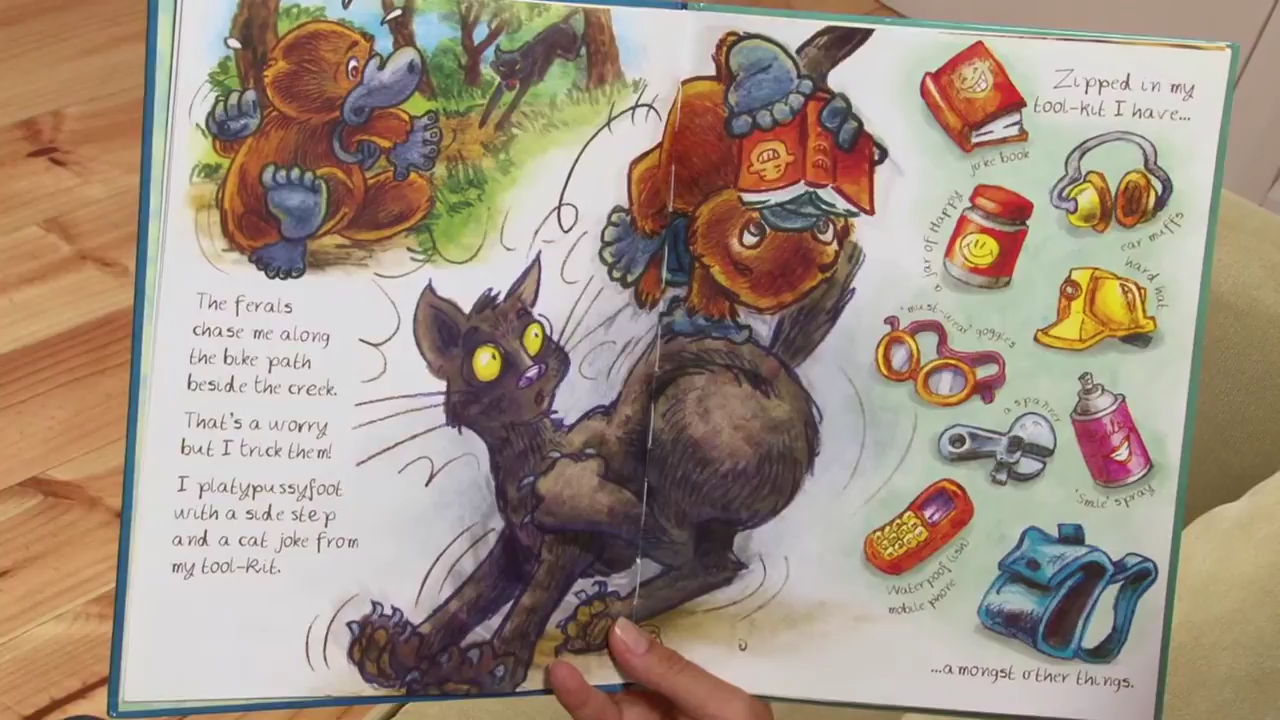 The ferals
chase me along
the bike path
beside the creek.
That's a worry
but I trick them!
I platypussyfoot
with a side step
and a cat joke from
my tool-kit.
Zipped in my
tool-kit I have...
joke book
ear muffs
a jar of Happy
hard hat
'must-wear' goggles
a spanner
'Smile' spray
Waterpoof (ish)
mobile phone
...amongst other things.